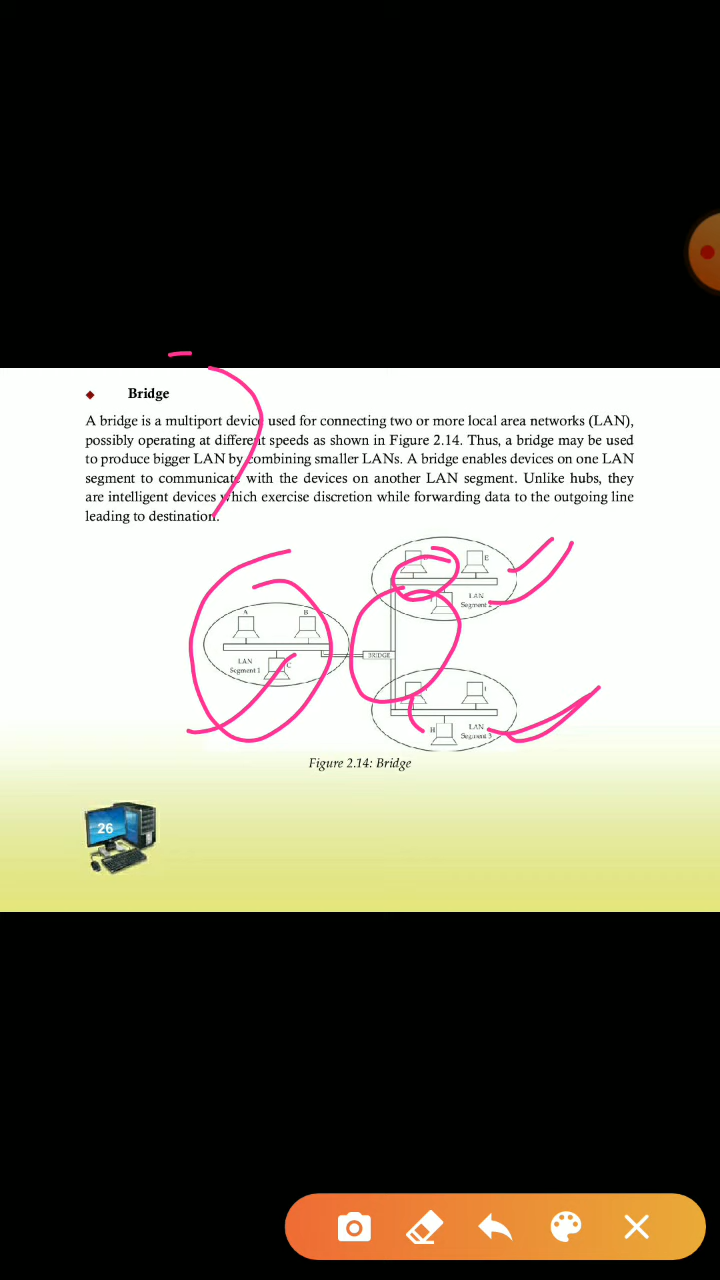 Bridge
A bridge is a multiport device used for connecting two or more local area networks (LAN),
possibly operating at different speeds as shown in Figure 2.14. Thus, a bridge may be used
to produce bigger LAN by combining smaller LANs. A bridge enables devices on one LAN
segment to communicate with the devices on another LAN segment. Unlike hubs, they
are intelligent devices which exercise discretion while forwarding data to the outgoing line
leading to destination.
E
LAN
Segment 2
A
B
LAN
Segment 1
C
BRIDGE
H
LAN
Segment 3
Figure 2.14: Bridge
26